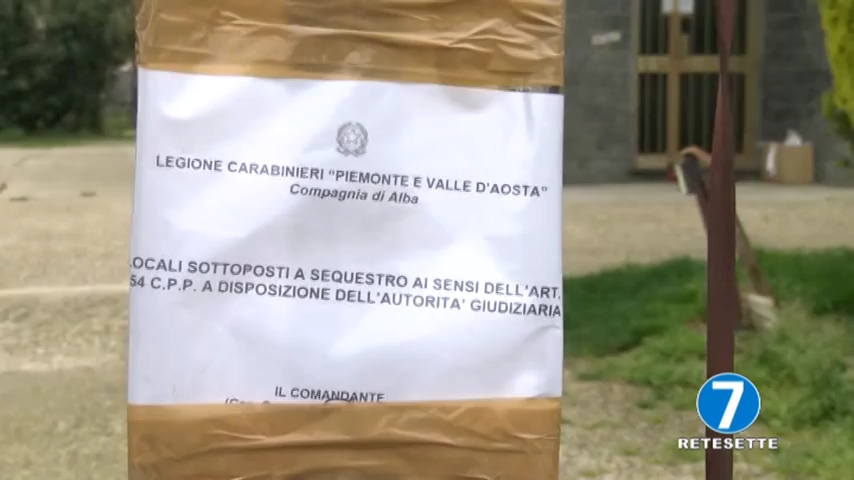 LEGIONE CARABINIERI "PIEMONTE E VALLE D'AOSTA"
Compagnia di Alba
LOCALI SOTTOPOSTI A SEQUESTRO AI SENSI DELL'ART.
54 C.P.P. A DISPOSIZIONE DELL'AUTORITA' GIUDIZIARIA
IL COMANDANTE
7
RETESETTE